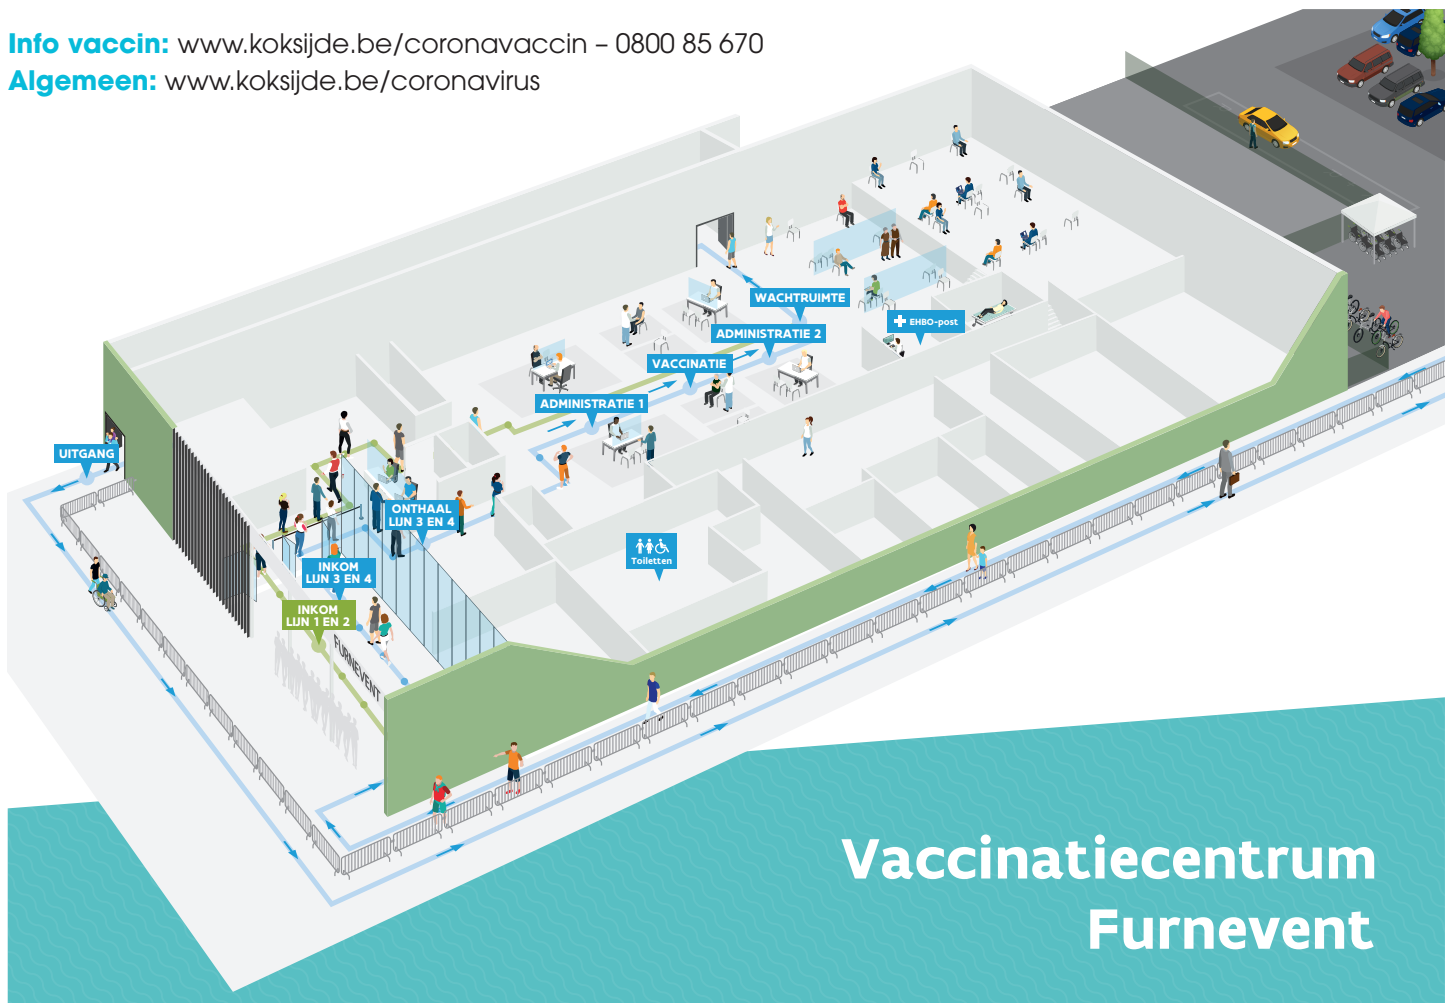 Info vaccin: www.koksijde.be/coronavaccin – 0800 85 670
Algemeen: www.koksijde.be/coronavirus
WACHTRUIMTE
EHBO-post
ADMINISTRATIE 2
VACCINATIE
ADMINISTRATIE 1
UITGANG
ONTHAAL
LIJN 3 EN 4
Toiletten
INKOM
LIJN 3 EN 4
INKOM
LIJN 1 EN 2
FURNEVENT
Vaccinatiecentrum
Furnevent